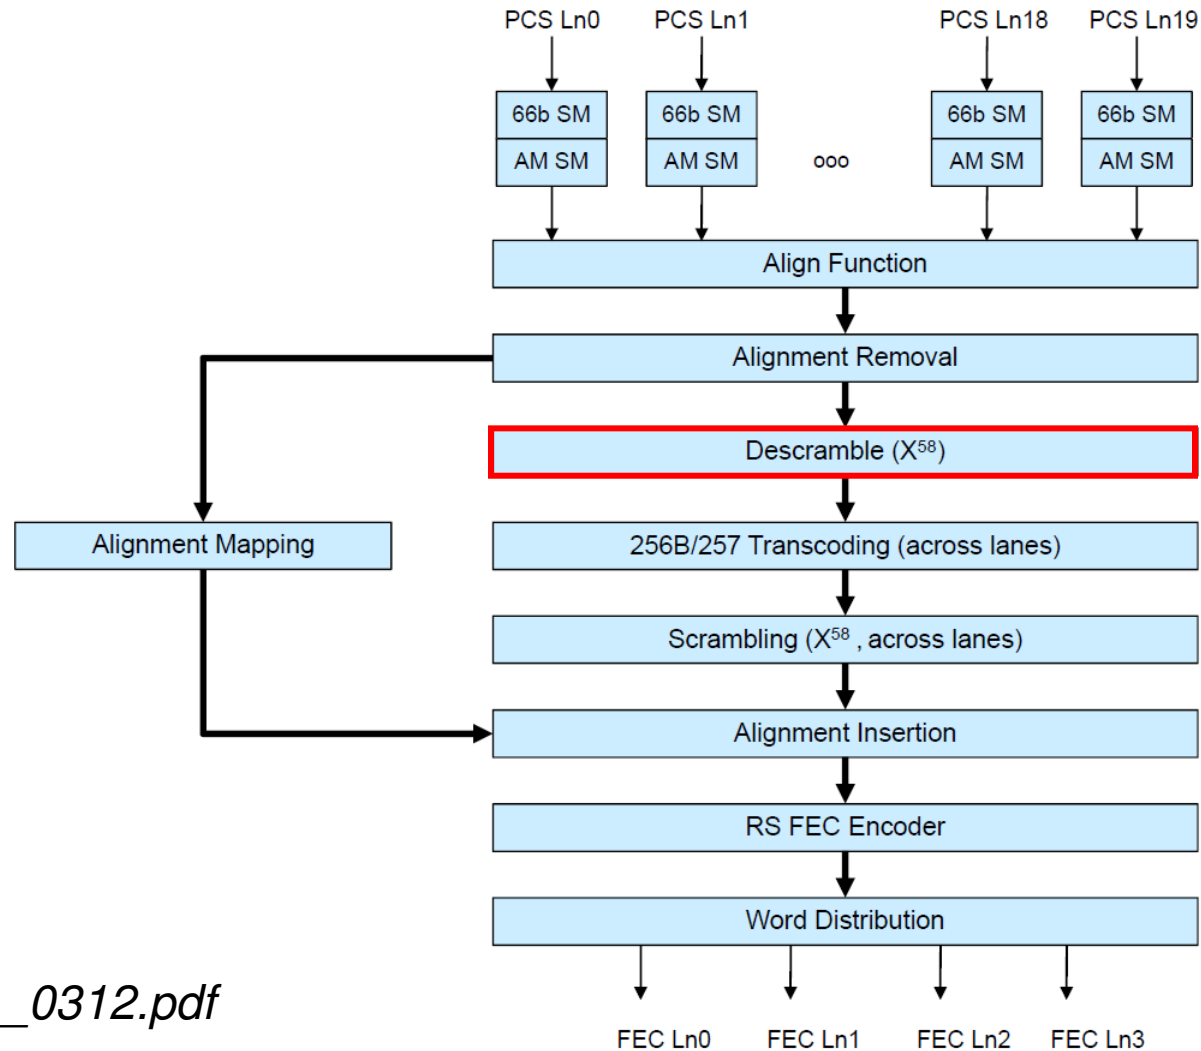 PCS Ln0 PCS Ln1 PCS Ln18 PCS Ln19
66b SM 66b SM 66b SM 66b SM
AM SM AM SM ooo AM SM AM SM
Align Function
Alignment Removal
Descramble (X⁵⁸)
Alignment Mapping 256B/257 Transcoding (across lanes)
Scrambling (X⁵⁸ , across lanes)
Alignment Insertion
RS FEC Encoder
Word Distribution
_0312.pdf
FEC Ln0 FEC Ln1 FEC Ln2 FEC Ln3